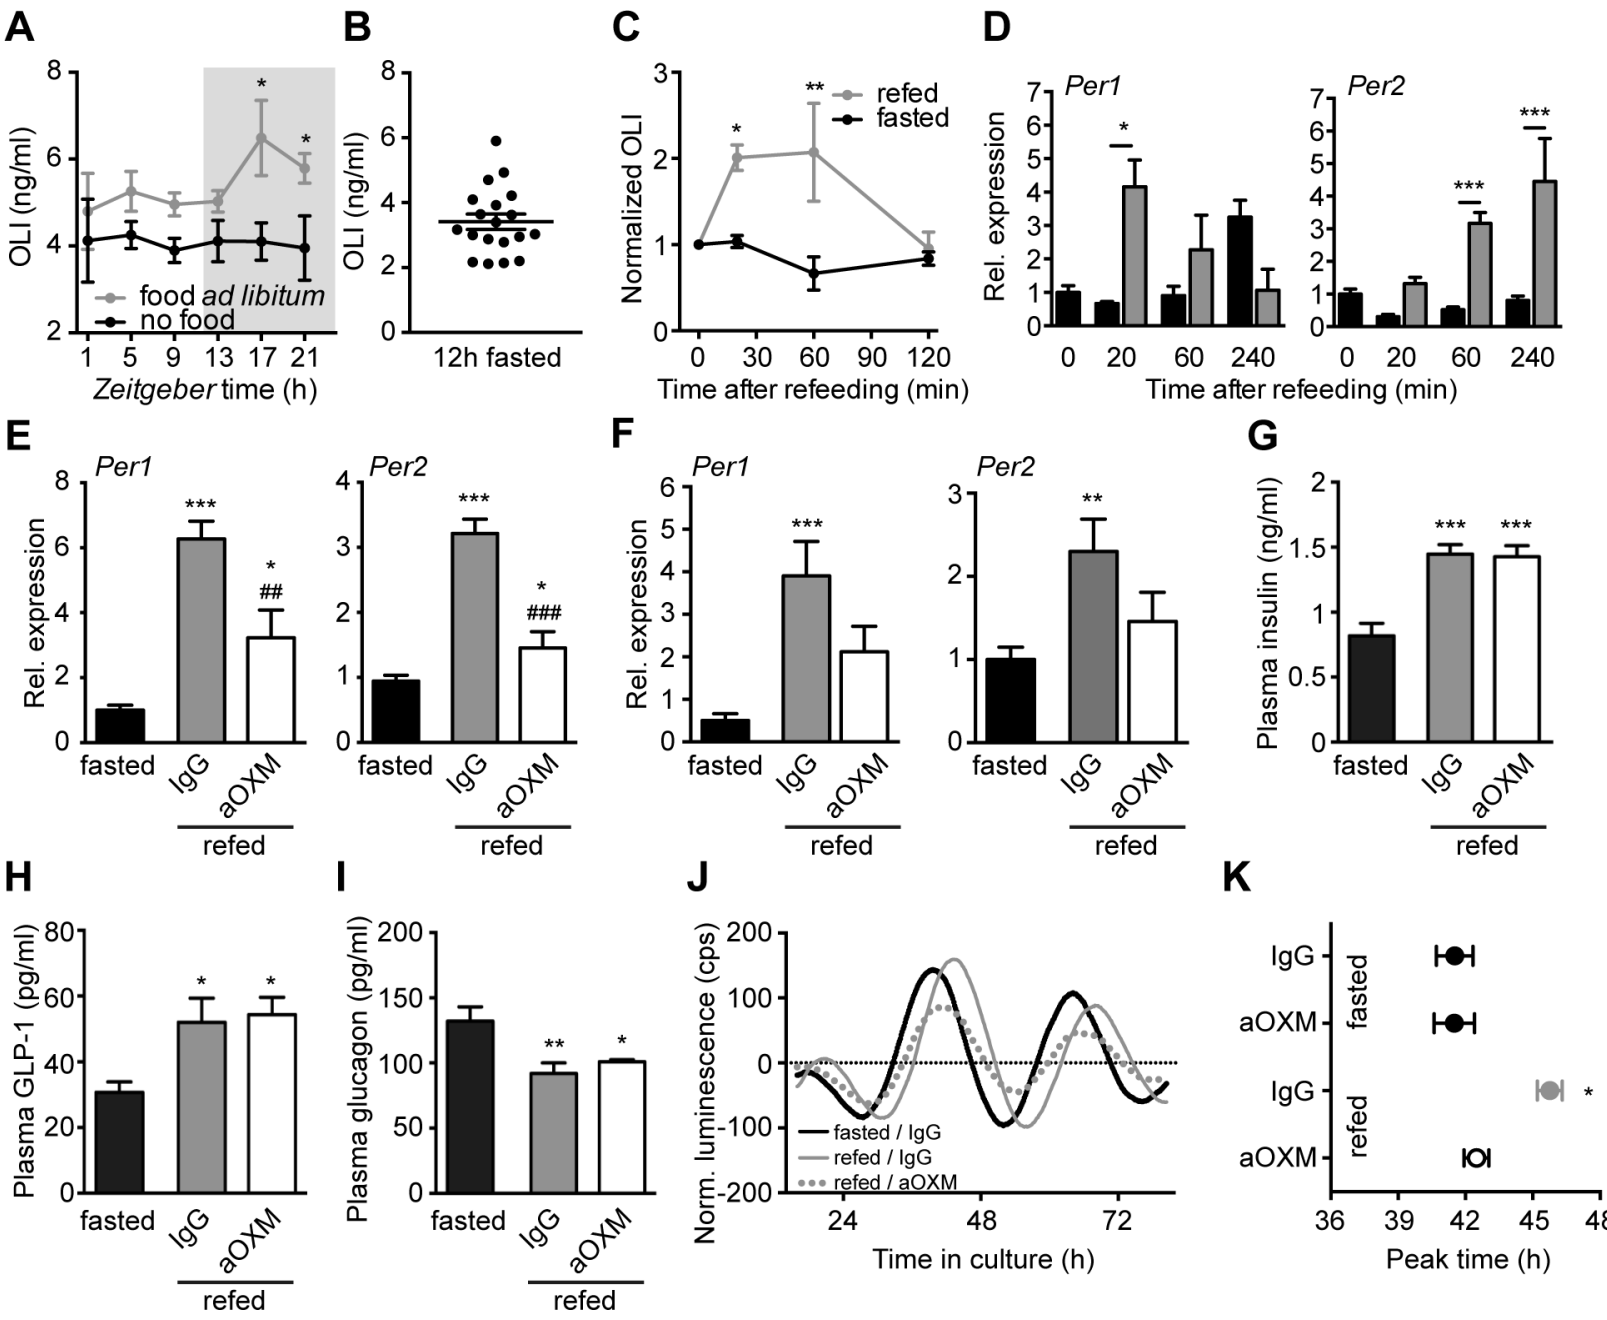 A
OLI (ng/ml)
8
6
4
2
*
*
food ad libitum
no food
1 5 9 13 17 21
Zeitgeber time (h)
B
OLI (ng/ml)
8
6
4
2
0
12h fasted
C
Normalized OLI
3
2
1
0
*
**
refed
fasted
0 30 60 90 120
Time after refeeding (min)
D
Rel. expression
Per1
7
6
5
4
3
2
1
0
*
0 20 60 240
Per2
7
6
5
4
3
2
1
0
***
***
0 20 60 240
Time after refeeding (min)
E
Rel. expression
Per1
8
6
4
2
0
***
*
##
fasted IgG aOXM
refed
Per2
4
3
2
1
0
***
*
###
fasted IgG aOXM
refed
F
Rel. expression
Per1
6
5
4
3
2
1
0
***
fasted IgG aOXM
refed
Per2
3
2
1
0
**
fasted IgG aOXM
refed
G
Plasma insulin (ng/ml)
2
1.5
1
0.5
0
*** ***
fasted IgG aOXM
refed
H
Plasma GLP-1 (pg/ml)
80
60
40
20
0
* *
fasted IgG aOXM
refed
I
Plasma glucagon (pg/ml)
200
150
100
50
0
** *
fasted IgG aOXM
refed
J
Norm. luminescence (cps)
200
100
0
-100
-200
fasted / IgG
refed / IgG
refed / aOXM
24 48 72
Time in culture (h)
K
IgG
aOXM
fasted
IgG
aOXM
refed
*
36 39 42 45 48
Peak time (h)